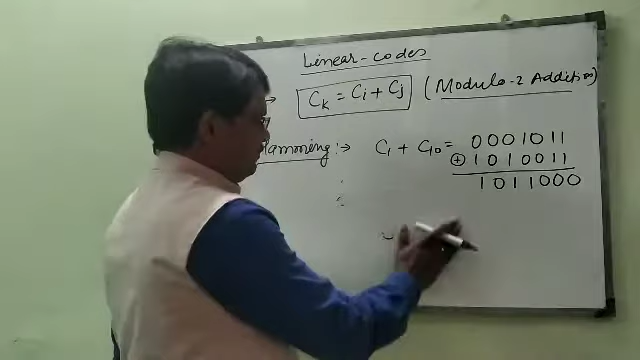 Linear-codes
→ Ck = Ci + Cj (Modulo-2 Addition)
Hamming :→ C1 + C10 = 0001011
⊕ 1010011
1011000